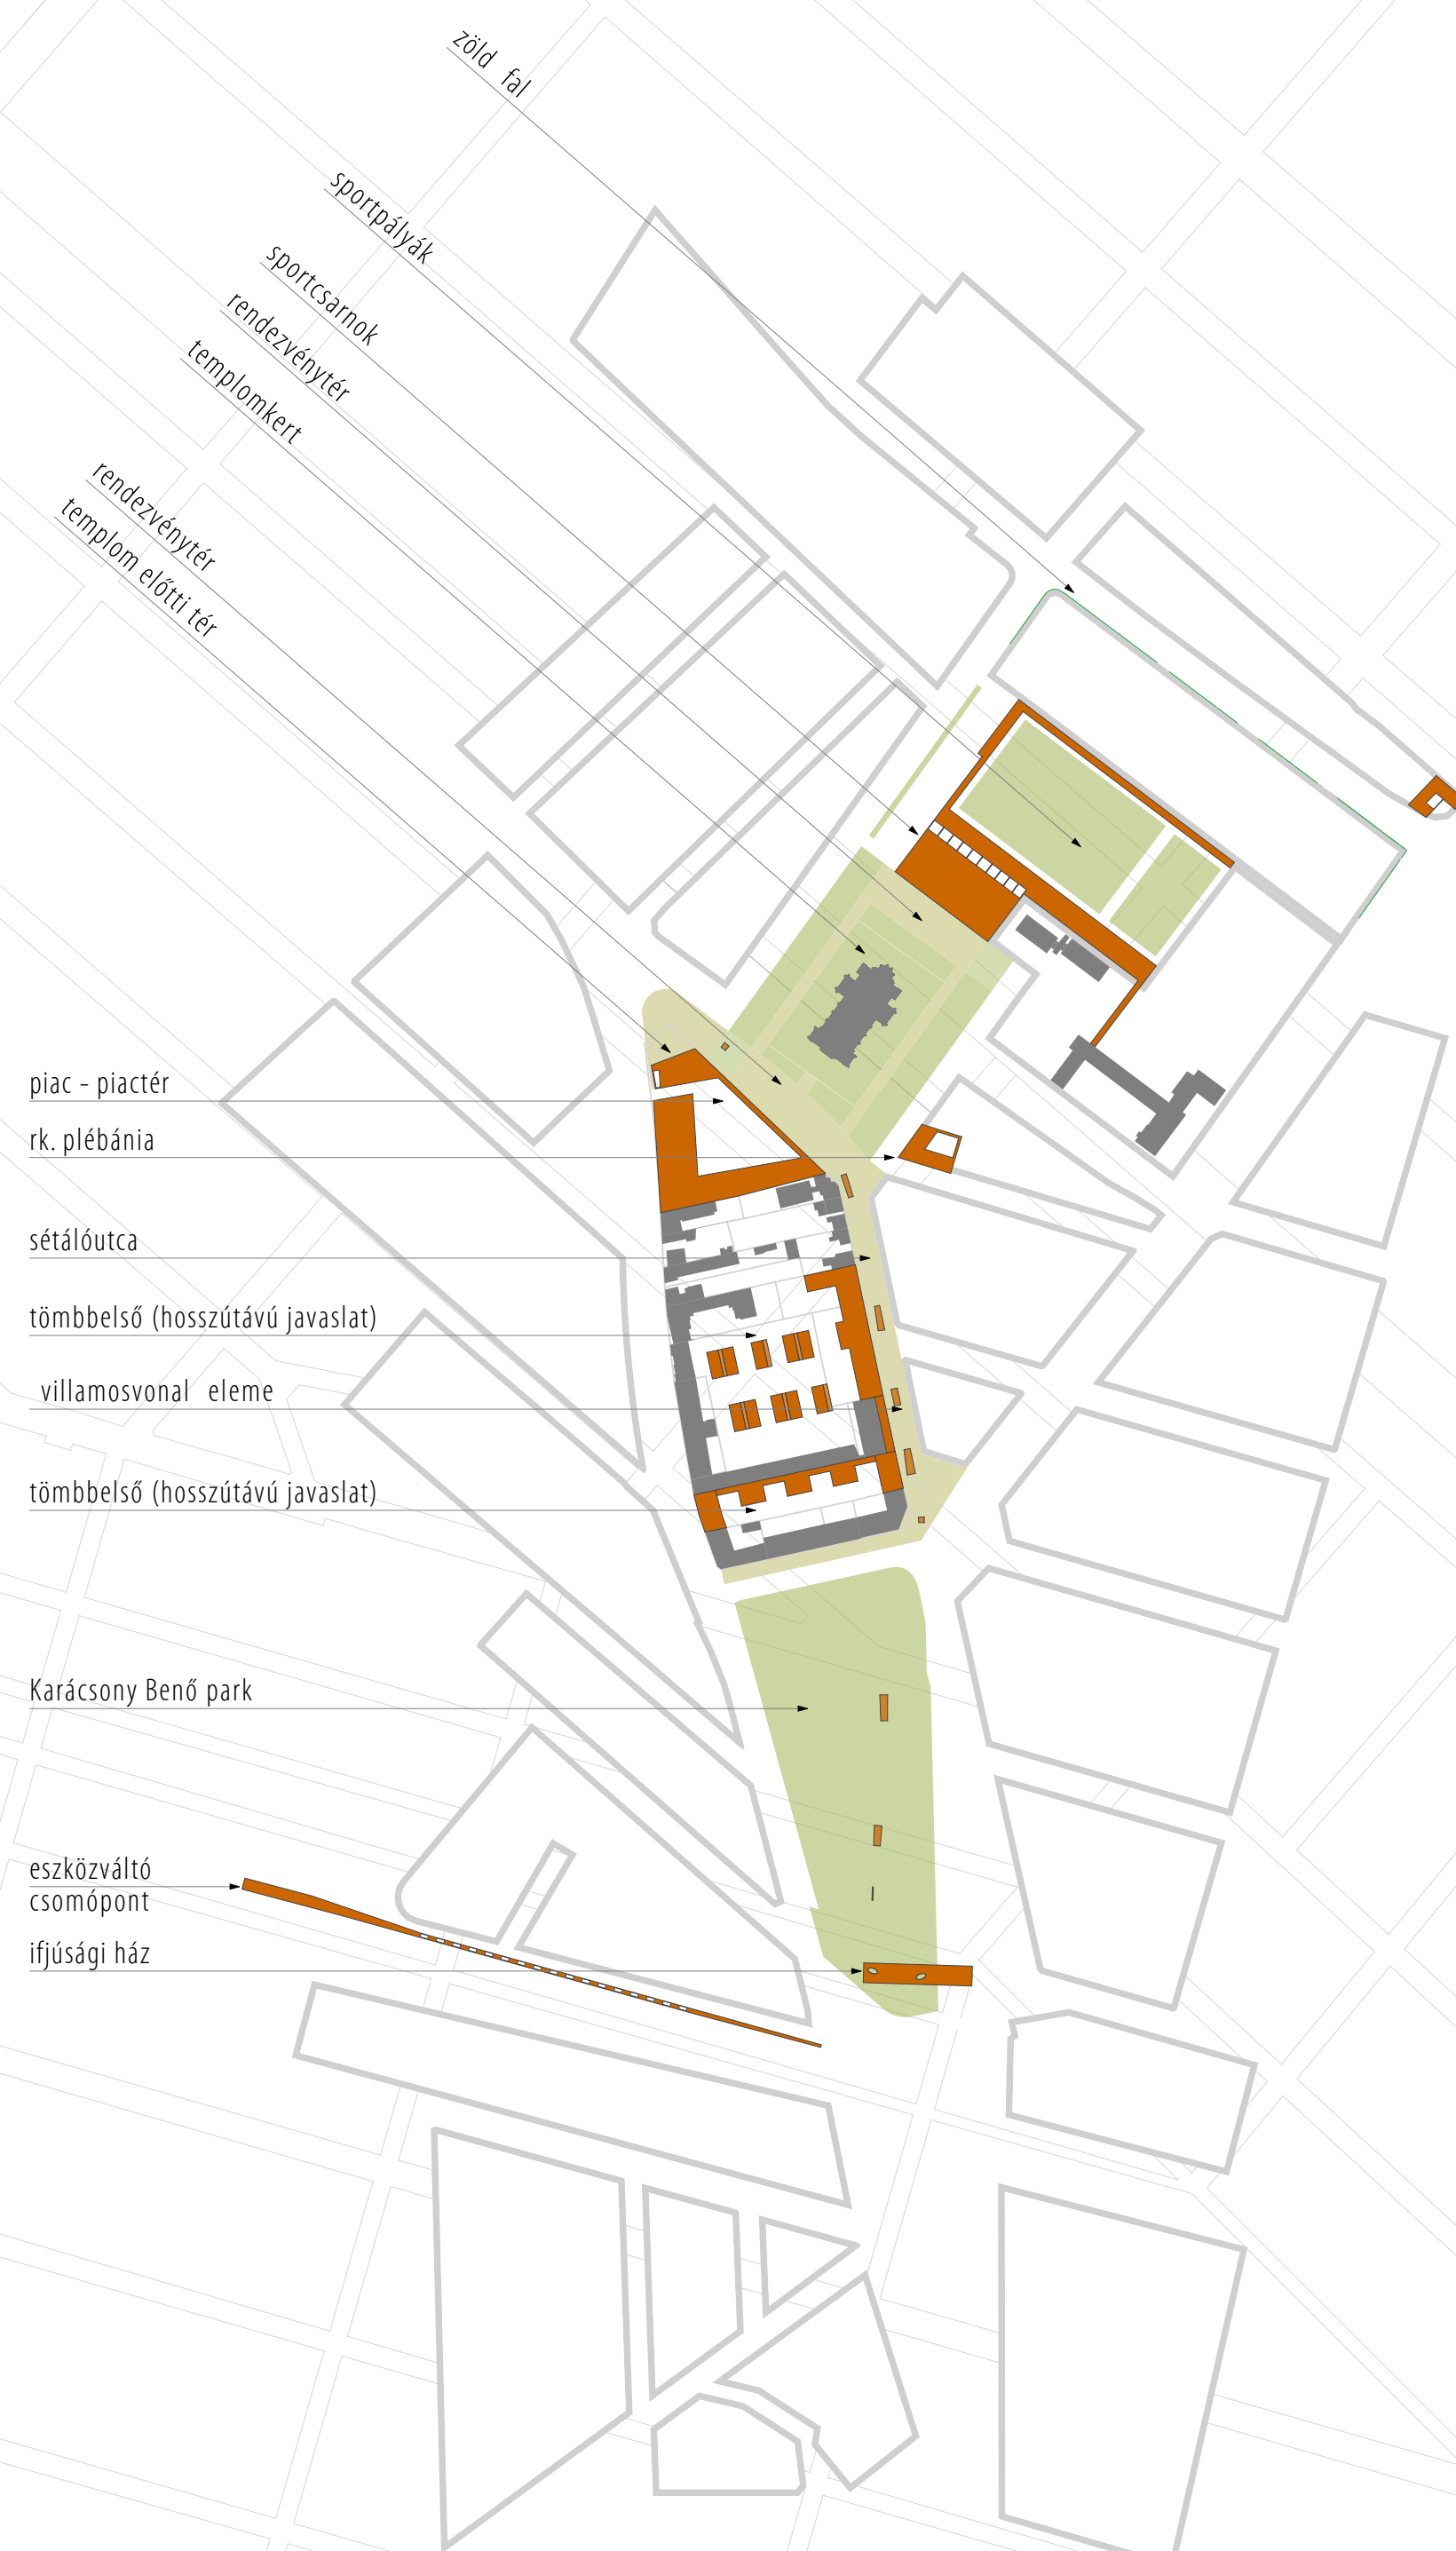 zöld fal
sportpályák
sportcsarnok
rendezvénytér
templomkert
rendezvénytér
templom előtti tér
piac - piactér
rk. plébánia
sétálóutca
tömbbelső (hosszútávú javaslat)
villamosvonal eleme
tömbbelső (hosszútávú javaslat)
Karácsony Benő park
eszközváltó
csomópont
ifjúsági ház